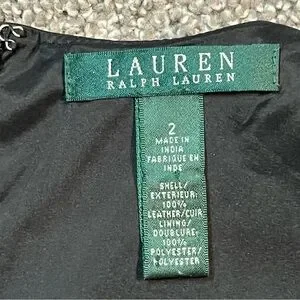 LAUREN
RALPH LAUREN
2
MADE IN
INDIA
FABRIQUE EN
INDE
SHELL/
EXTERIEUR:
100%
LEATHER/CUIR
LINING/
DOUBLURE:
100%
POLYESTER/
POLYESTER